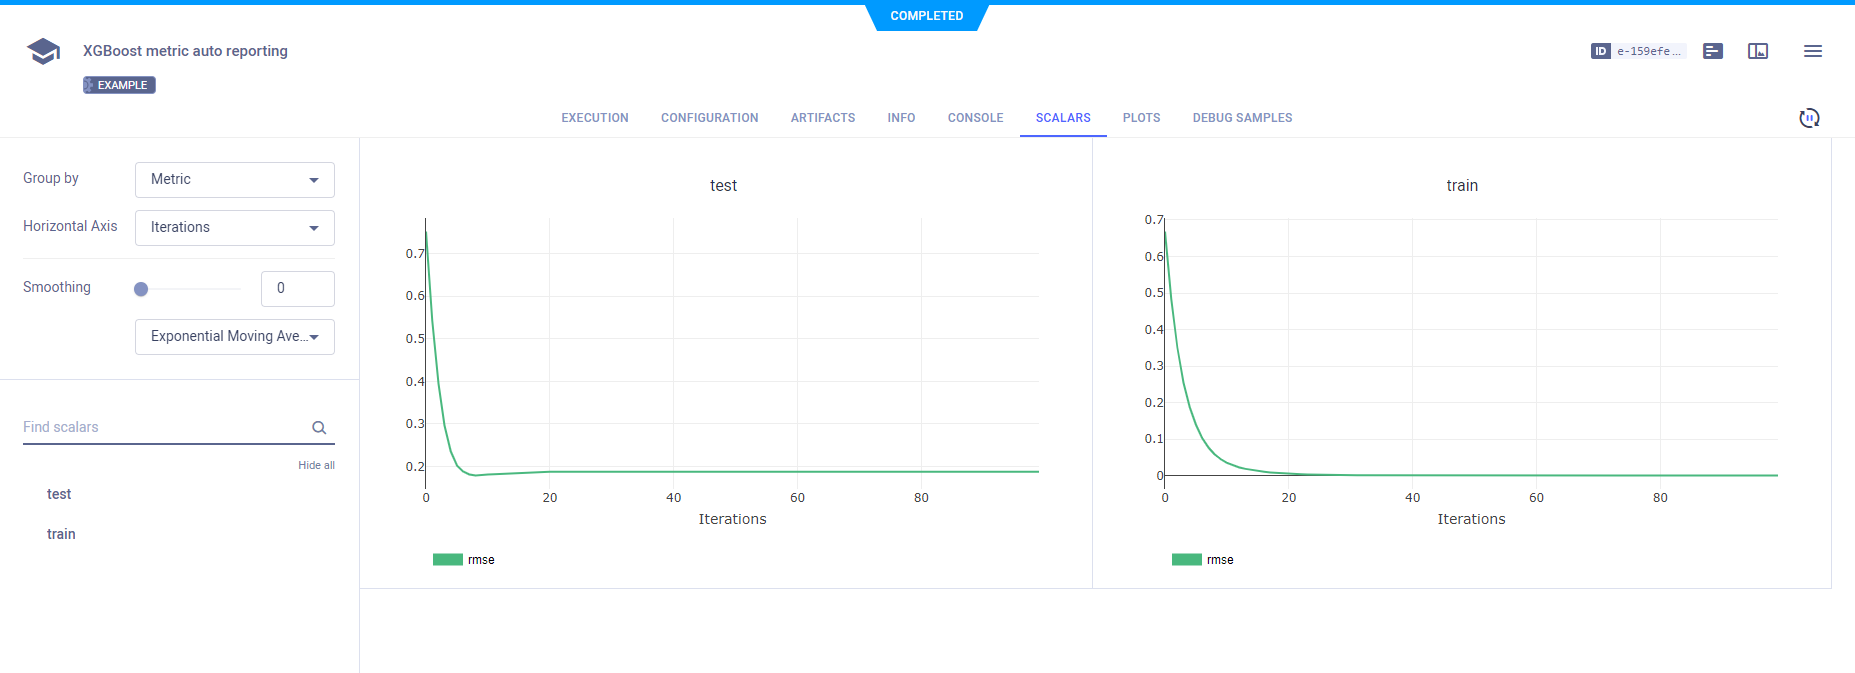 COMPLETED
XGBoost metric auto reporting
ID e-159efe...
EXAMPLE
EXECUTION CONFIGURATION ARTIFACTS INFO CONSOLE SCALARS PLOTS DEBUG SAMPLES
Group by Metric
Horizontal Axis Iterations
Smoothing 0
Exponential Moving Ave...
Find scalars
Hide all
test
train
test
0.7
0.6
0.5
0.4
0.3
0.2
0 20 40 60 80
Iterations
rmse
train
0.7
0.6
0.5
0.4
0.3
0.2
0.1
0
0 20 40 60 80
Iterations
rmse